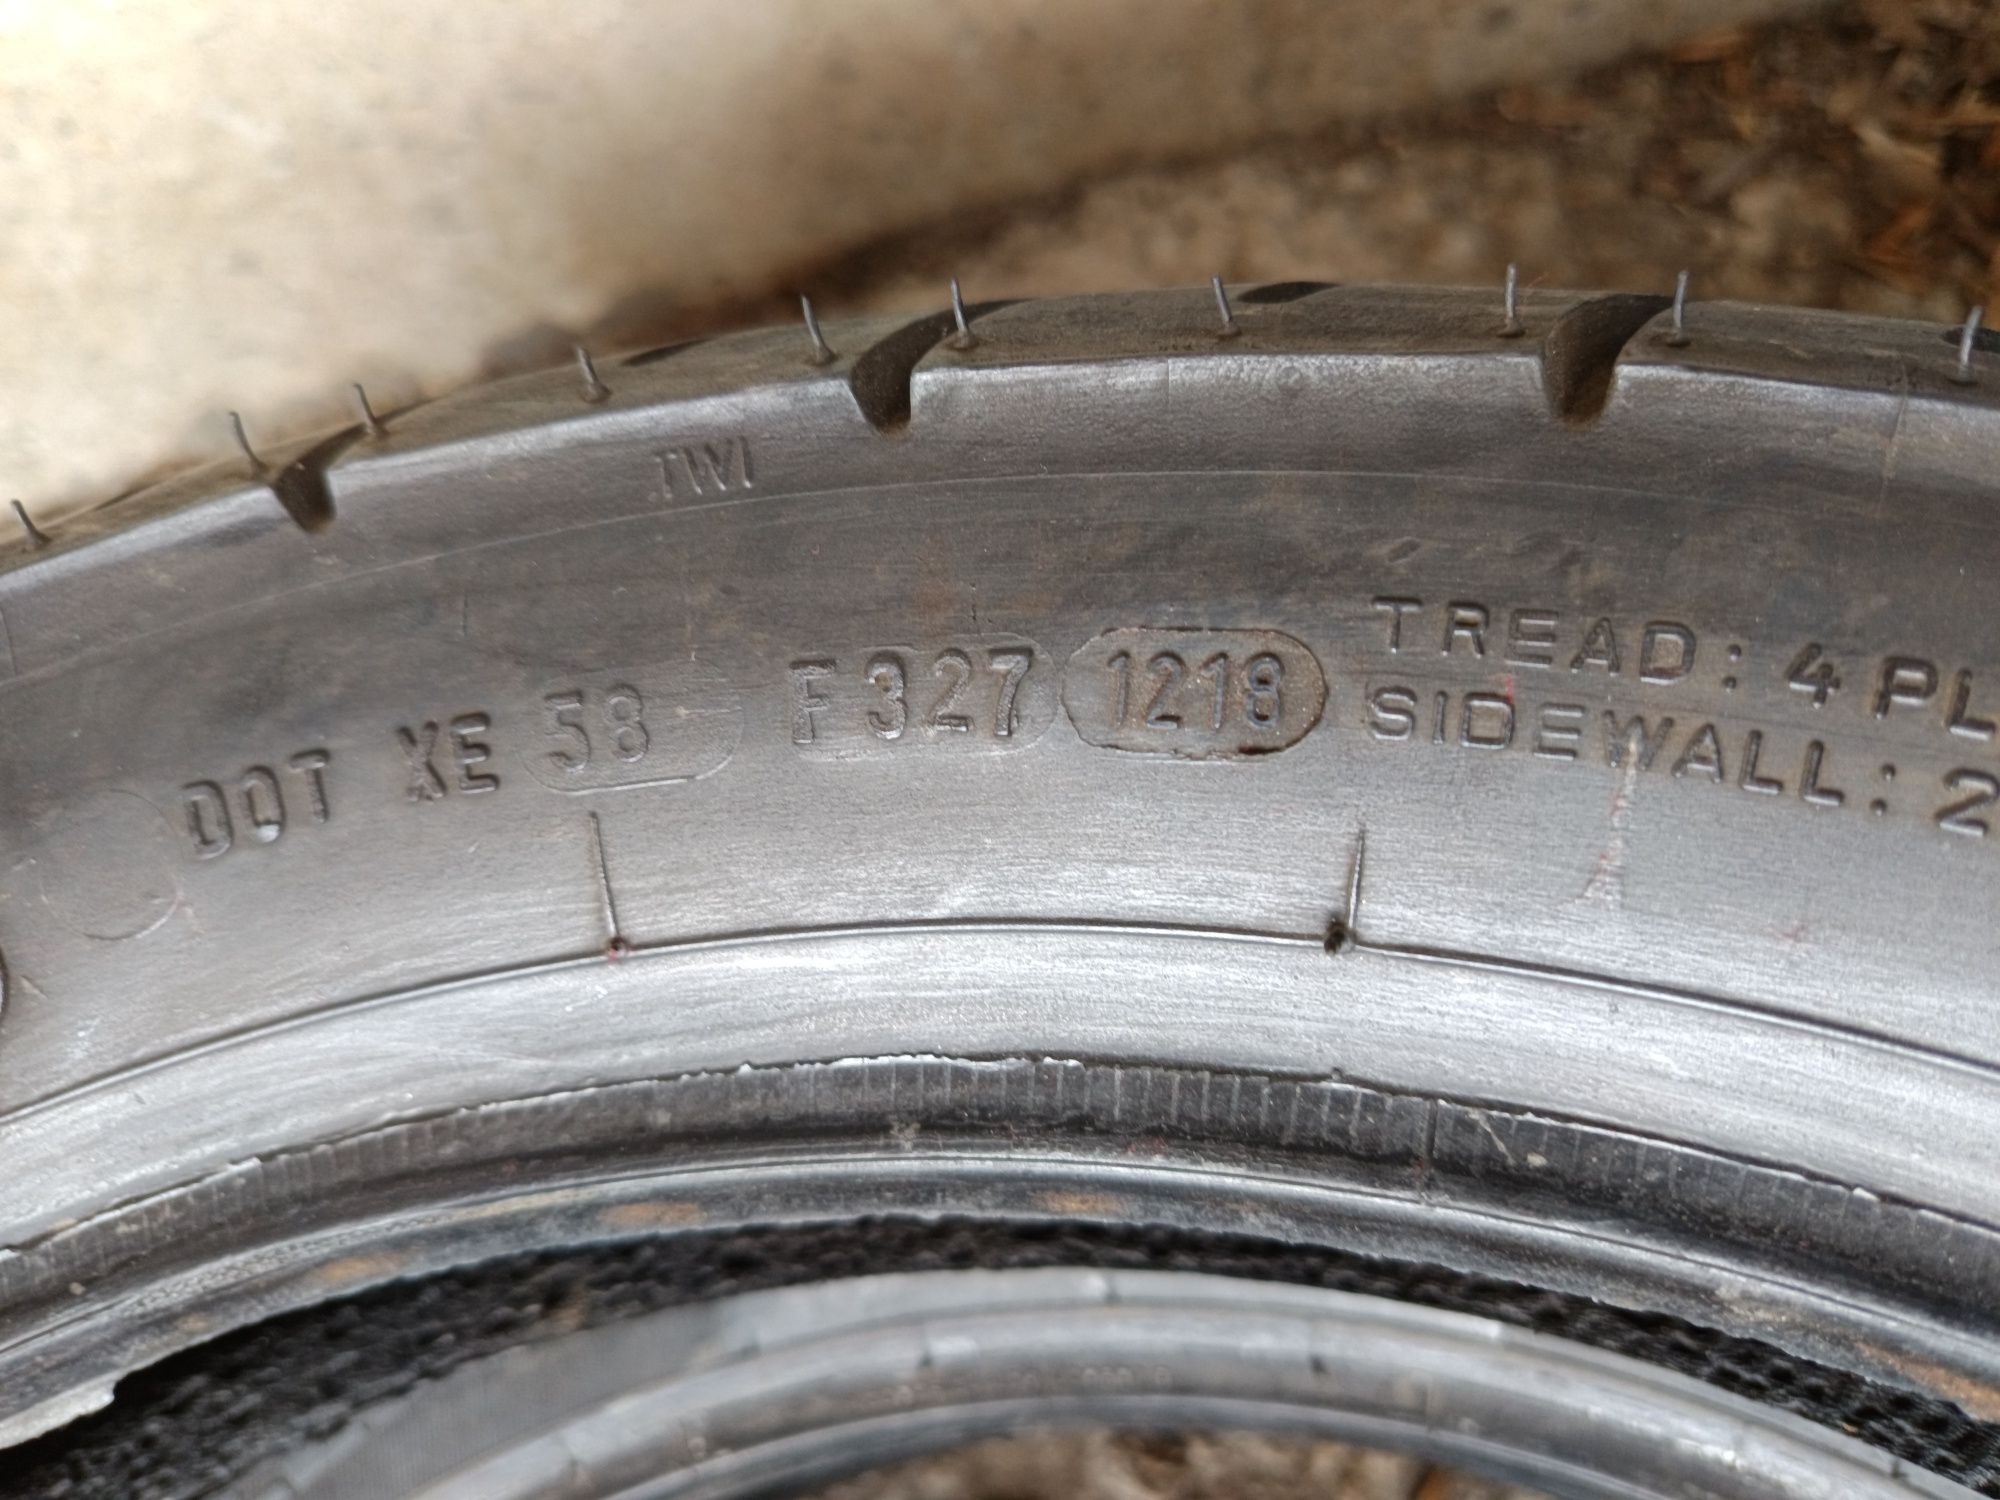 TWI
DOT XE 58 F327 1218
TREAD: 4 PL
SIDEWALL: 2